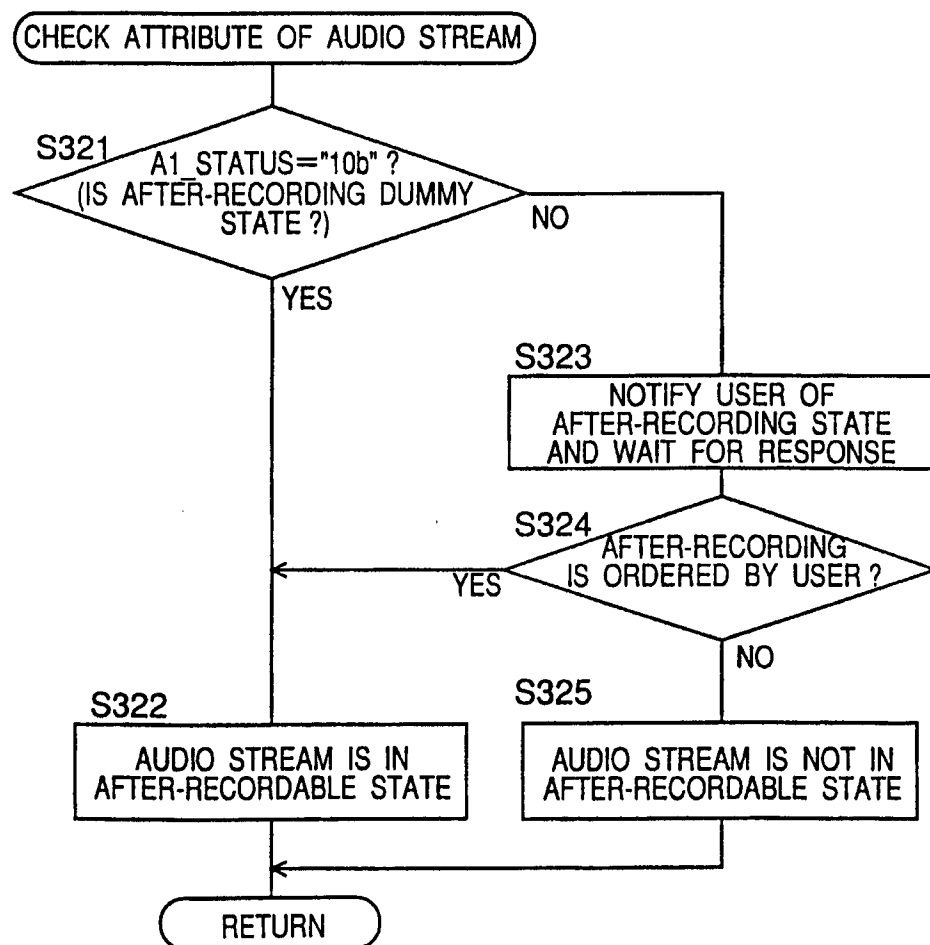 CHECK ATTRIBUTE OF AUDIO STREAM
S321
A1_STATUS="10b" ?
(IS AFTER-RECORDING DUMMY
STATE ?)
NO
YES
S323
NOTIFY USER OF
AFTER-RECORDING STATE
AND WAIT FOR RESPONSE
S324
AFTER-RECORDING
IS ORDERED BY USER ?
YES
NO
S322
AUDIO STREAM IS IN
AFTER-RECORDABLE STATE
S325
AUDIO STREAM IS NOT IN
AFTER-RECORDABLE STATE
RETURN